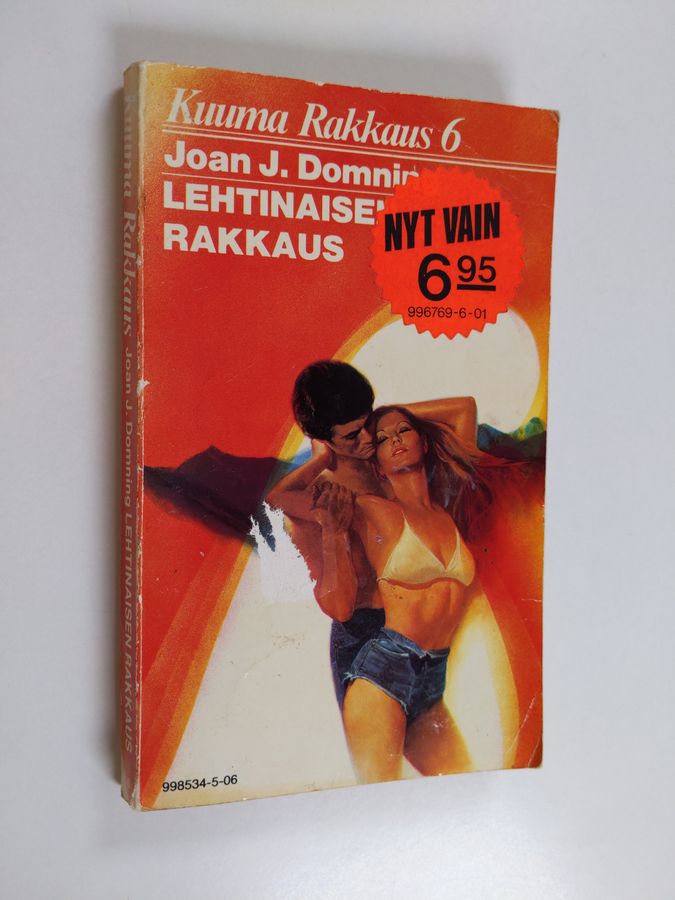 Kuuma Rakkaus 6
Joan J. Domnin
LEHTINAISEN
RAKKAUS
NYT VAIN
6 95
996769-6-01
998534-5-06
Kuuma Rakkaus Joan J. Domning LEHTINAISEN RAKKAUS